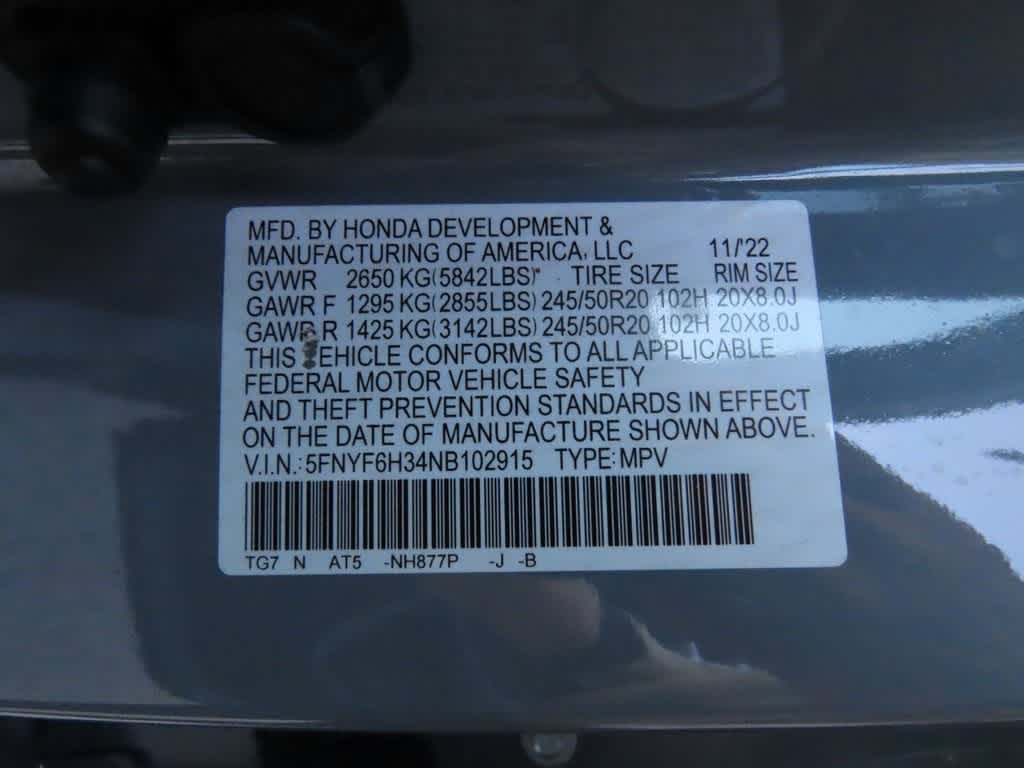 MFD. BY HONDA DEVELOPMENT &
MANUFACTURING OF AMERICA, LLC 11/'22
GVWR 2650 KG(5842LBS) TIRE SIZE RIM SIZE
GAWR F 1295 KG(2855LBS) 245/50R20 102H 20X8.0J
GAWR R 1425 KG(3142LBS) 245/50R20 102H 20X8.0J
THIS VEHICLE CONFORMS TO ALL APPLICABLE
FEDERAL MOTOR VEHICLE SAFETY
AND THEFT PREVENTION STANDARDS IN EFFECT
ON THE DATE OF MANUFACTURE SHOWN ABOVE.
V.I.N.: 5FNYF6H34NB102915 TYPE: MPV
TG7 N AT5 -NH877P -J -B